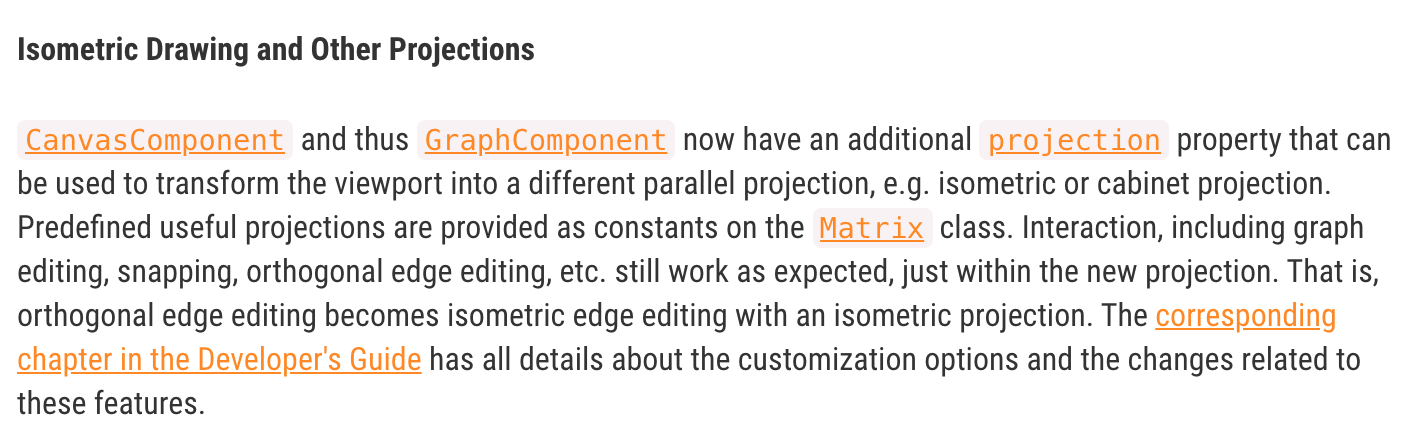 Isometric Drawing and Other Projections
CanvasComponent and thus GraphComponent now have an additional projection property that can
be used to transform the viewport into a different parallel projection, e.g. isometric or cabinet projection.
Predefined useful projections are provided as constants on the Matrix class. Interaction, including graph
editing, snapping, orthogonal edge editing, etc. still work as expected, just within the new projection. That is,
orthogonal edge editing becomes isometric edge editing with an isometric projection. The corresponding
chapter in the Developer's Guide has all details about the customization options and the changes related to
these features.